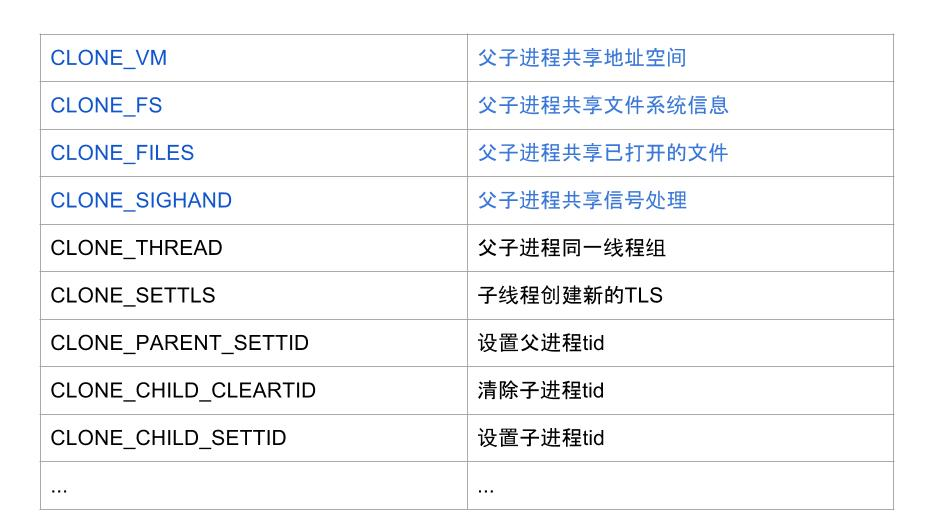 CLONE_VM 父子进程共享地址空间
CLONE_FS 父子进程共享文件系统信息
CLONE_FILES 父子进程共享已打开的文件
CLONE_SIGHAND 父子进程共享信号处理
CLONE_THREAD 父子进程同一线程组
CLONE_SETTLS 子线程创建新的TLS
CLONE_PARENT_SETTID 设置父进程tid
CLONE_CHILD_CLEARTID 清除子进程tid
CLONE_CHILD_SETTID 设置子进程tid
... ...